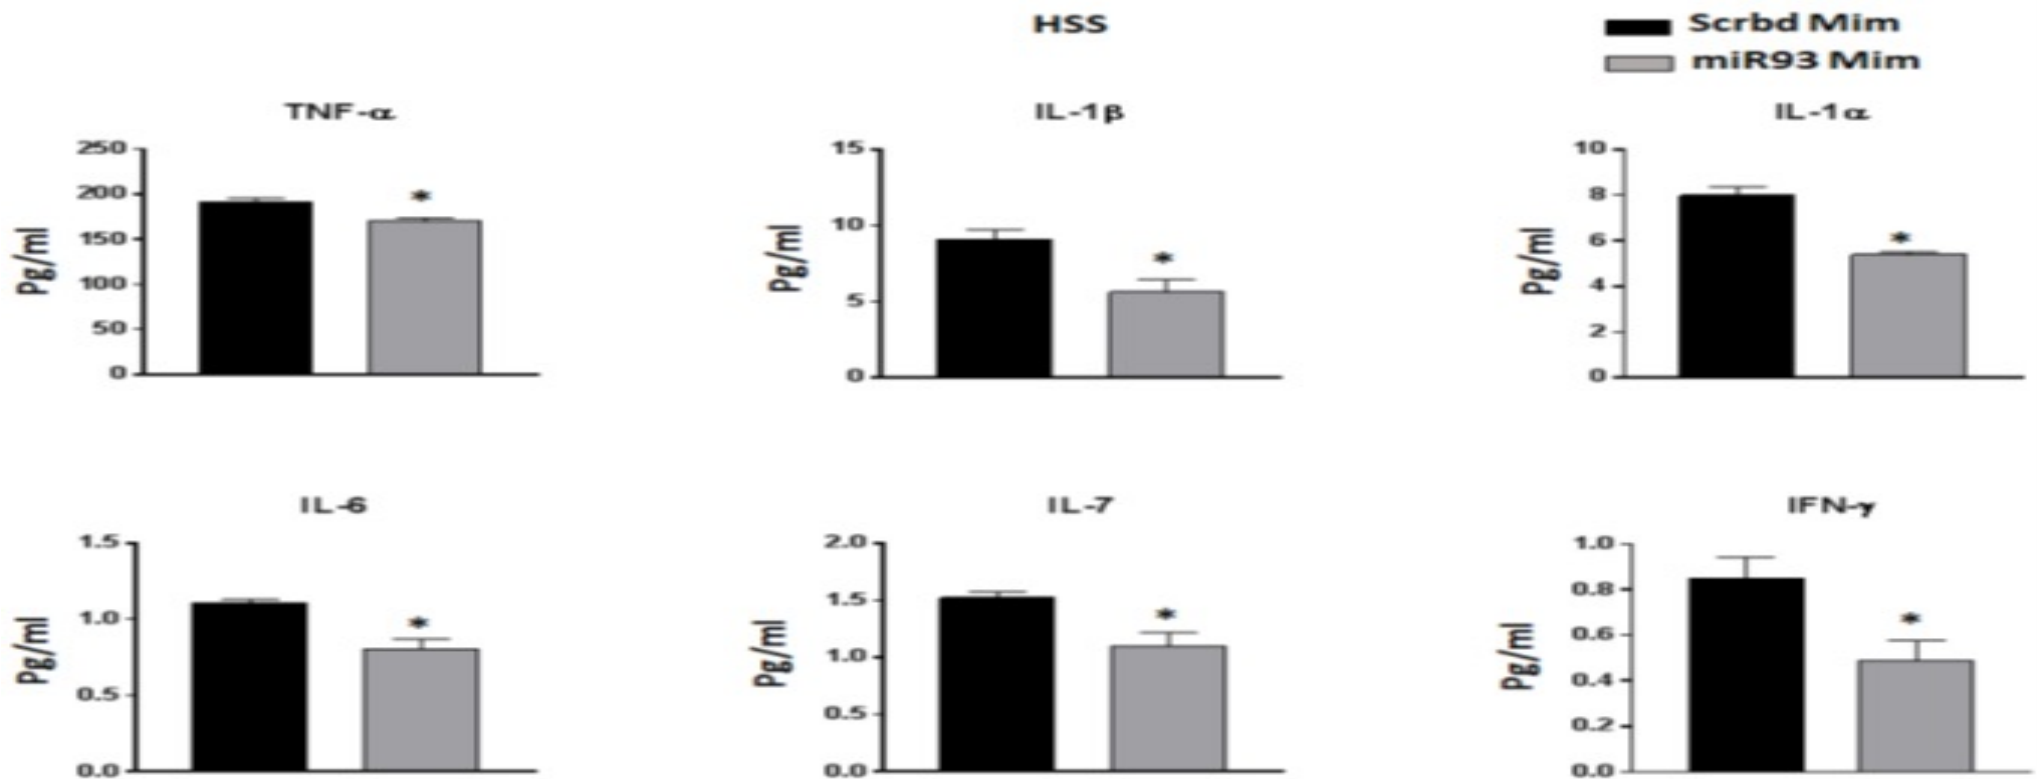 HSS
Scrbd Mim
miR93 Mim
TNF-α
250
200
150
100
50
0
Pg/ml
*
IL-1β
15
10
5
0
Pg/ml
*
IL-1α
10
8
6
4
2
0
Pg/ml
*
IL-6
1.5
1.0
0.5
0.0
Pg/ml
*
IL-7
2.0
1.5
1.0
0.5
0.0
Pg/ml
*
IFN-γ
1.0
0.8
0.6
0.4
0.2
0.0
Pg/ml
*